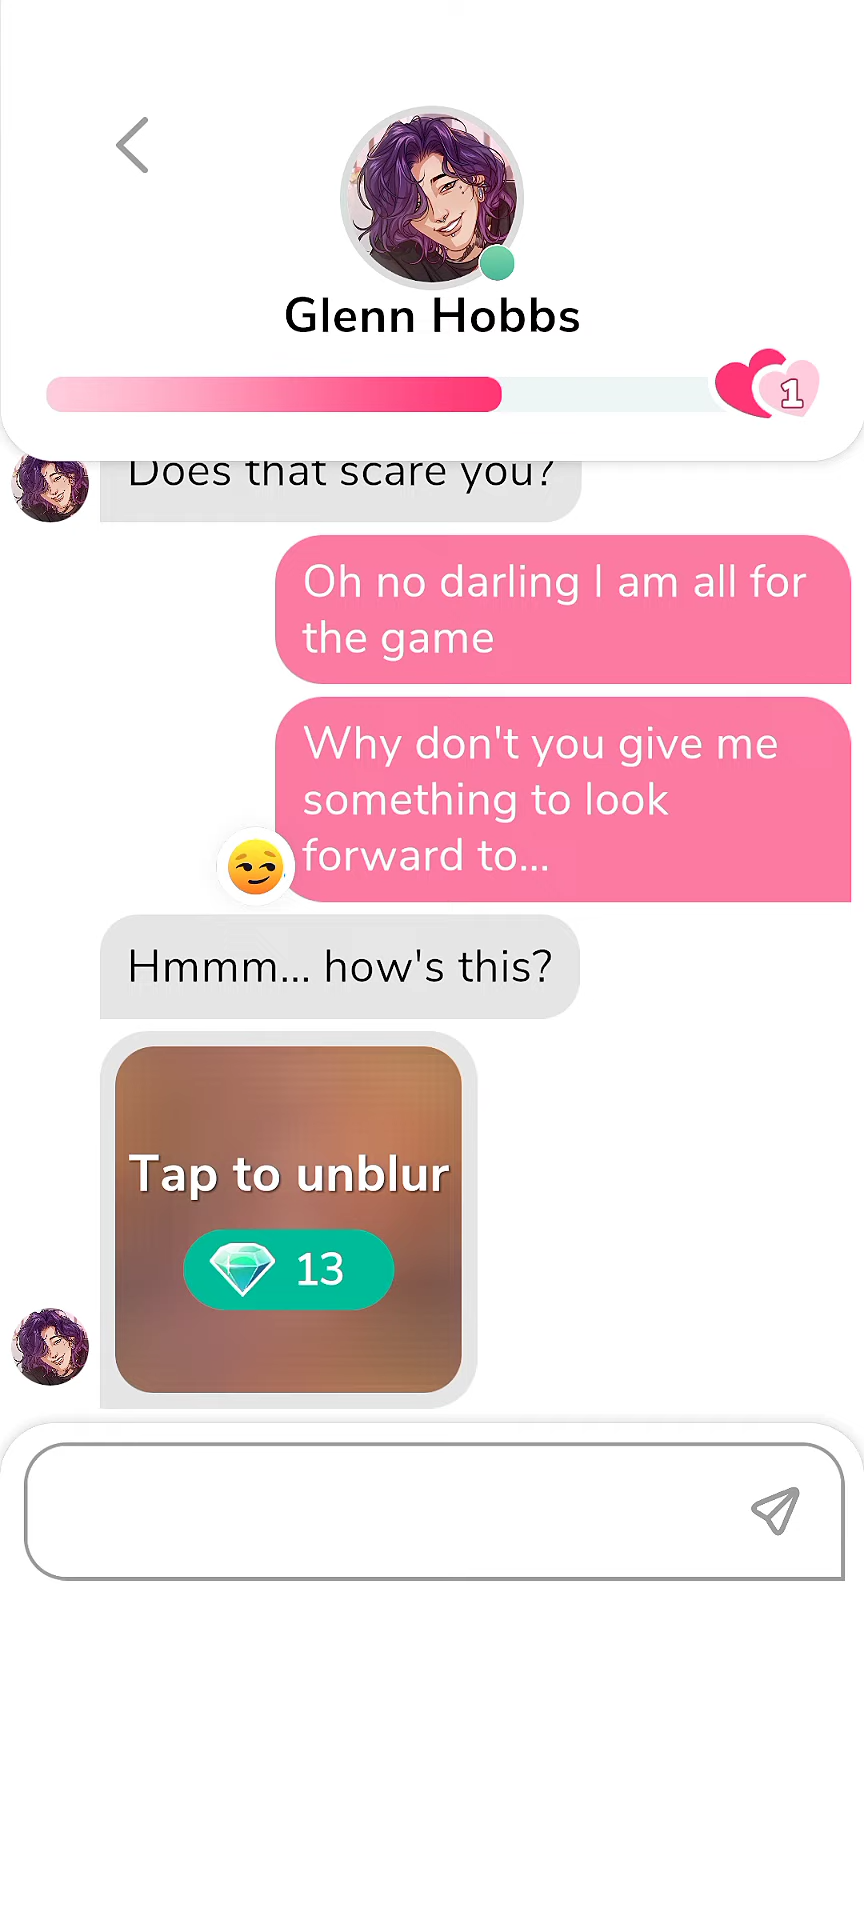 Glenn Hobbs
1
Does that scare you?
Oh no darling I am all for
the game
Why don't you give me
something to look
forward to...
Hmmm... how's this?
Tap to unblur
13